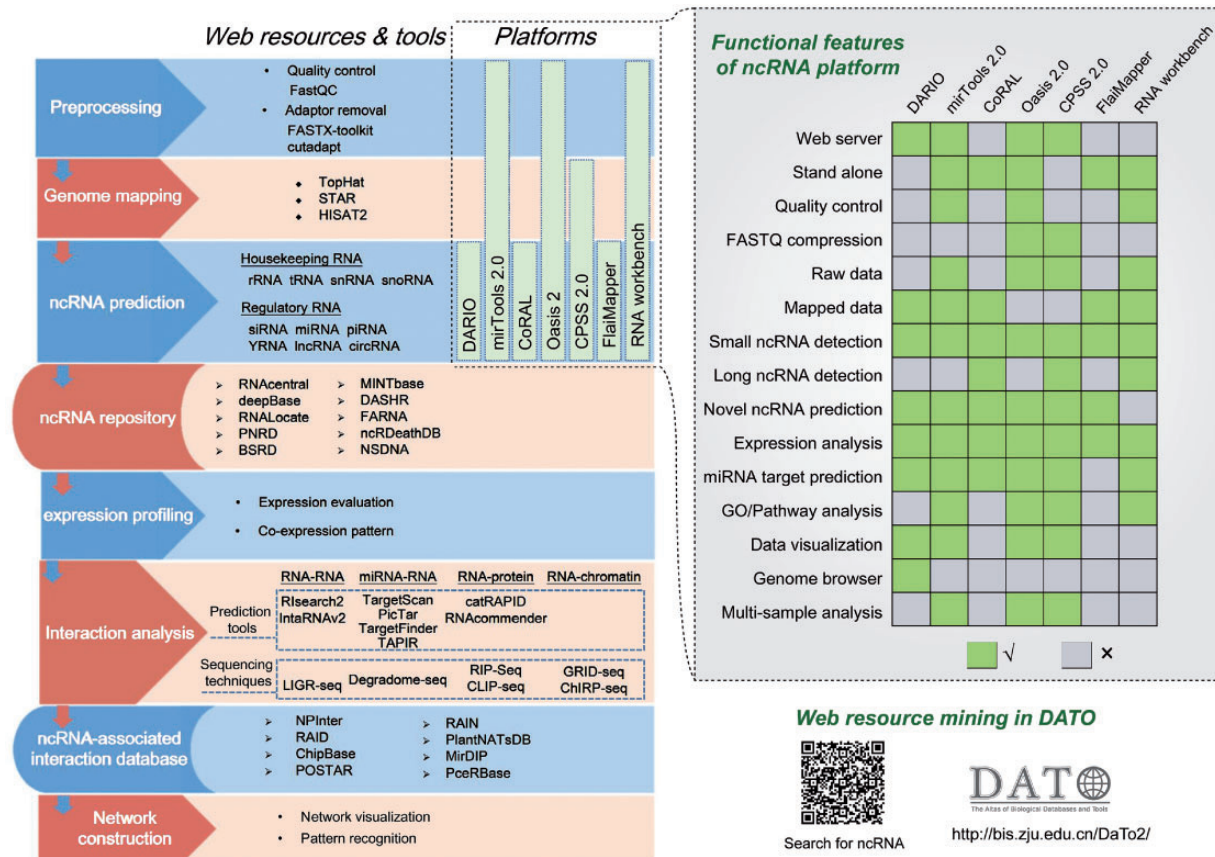 Web resources & tools
Platforms
Preprocessing
• Quality control
FastQC
• Adaptor removal
FASTX-toolkit
cutadapt
Genome mapping
◆ TopHat
◆ STAR
◆ HISAT2
ncRNA prediction
Housekeeping RNA
rRNA tRNA snRNA snoRNA
Regulatory RNA
siRNA miRNA piRNA
YRNA lncRNA circRNA
DARIO
mirTools 2.0
CoRAL
Oasis 2
CPSS 2.0
FlaiMapper
RNA workbench
ncRNA repository
➢ RNAcentral
➢ deepBase
➢ RNALocate
➢ PNRD
➢ BSRD
➢ MINTbase
➢ DASHR
➢ FARNA
➢ ncRDeathDB
➢ NSDNA
expression profiling
• Expression evaluation
• Co-expression pattern
Interaction analysis
RNA-RNA miRNA-RNA RNA-protein RNA-chromatin
Prediction
tools
RIsearch2
IntaRNAv2
TargetScan
PicTar
TargetFinder
TAPIR
catRAPID
RNAcommender
Sequencing
techniques
LIGR-seq
Degradome-seq
RIP-Seq
CLIP-seq
GRID-seq
ChIRP-seq
ncRNA-associated
interaction database
➢ NPInter
➢ RAID
➢ ChipBase
➢ POSTAR
➢ RAIN
➢ PlantNATsDB
➢ MirDIP
➢ PceRBase
Network
construction
• Network visualization
• Pattern recognition
Functional features
of ncRNA platform
DARIO
mirTools 2.0
CoRAL
Oasis 2.0
CPSS 2.0
FlaiMapper
RNA workbench
Web server
Stand alone
Quality control
FASTQ compression
Raw data
Mapped data
Small ncRNA detection
Long ncRNA detection
Novel ncRNA prediction
Expression analysis
miRNA target prediction
GO/Pathway analysis
Data visualization
Genome browser
Multi-sample analysis
√ ×
Web resource mining in DATO
Search for ncRNA
DATO
The Altas of Biological Databases and Tools
http://bis.zju.edu.cn/DaTo2/